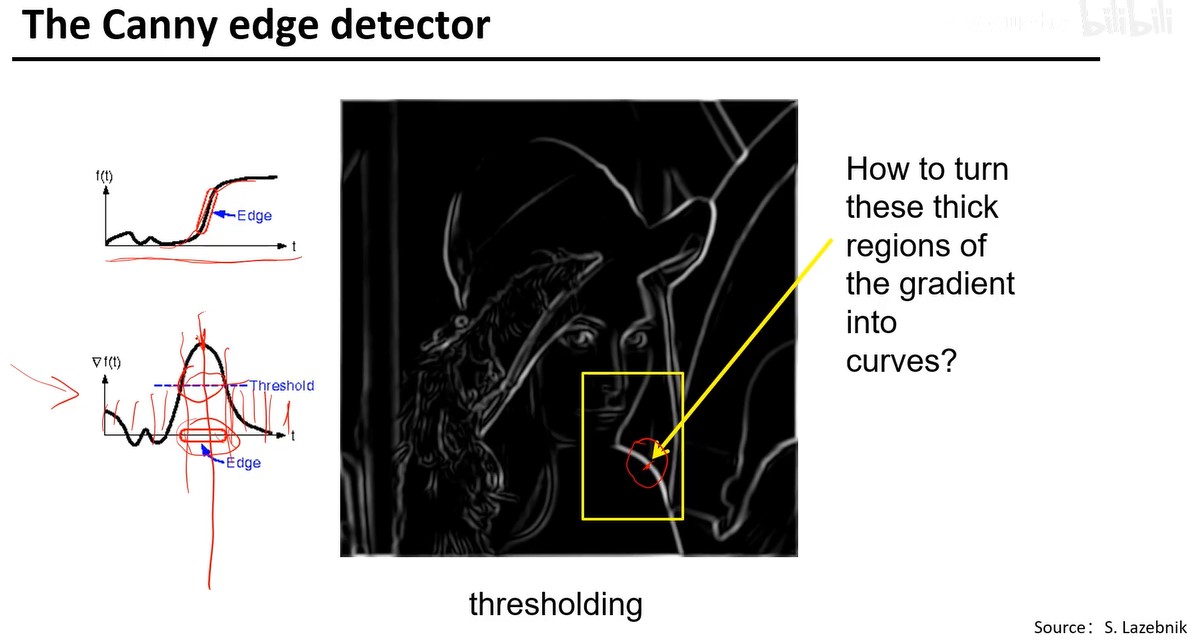 The Canny edge detector
bilibili
f(t)
Edge
t
∇f(t)
Threshold
t
Edge
How to turn
these thick
regions of
the gradient
into
curves?
thresholding
Source: S. Lazebnik